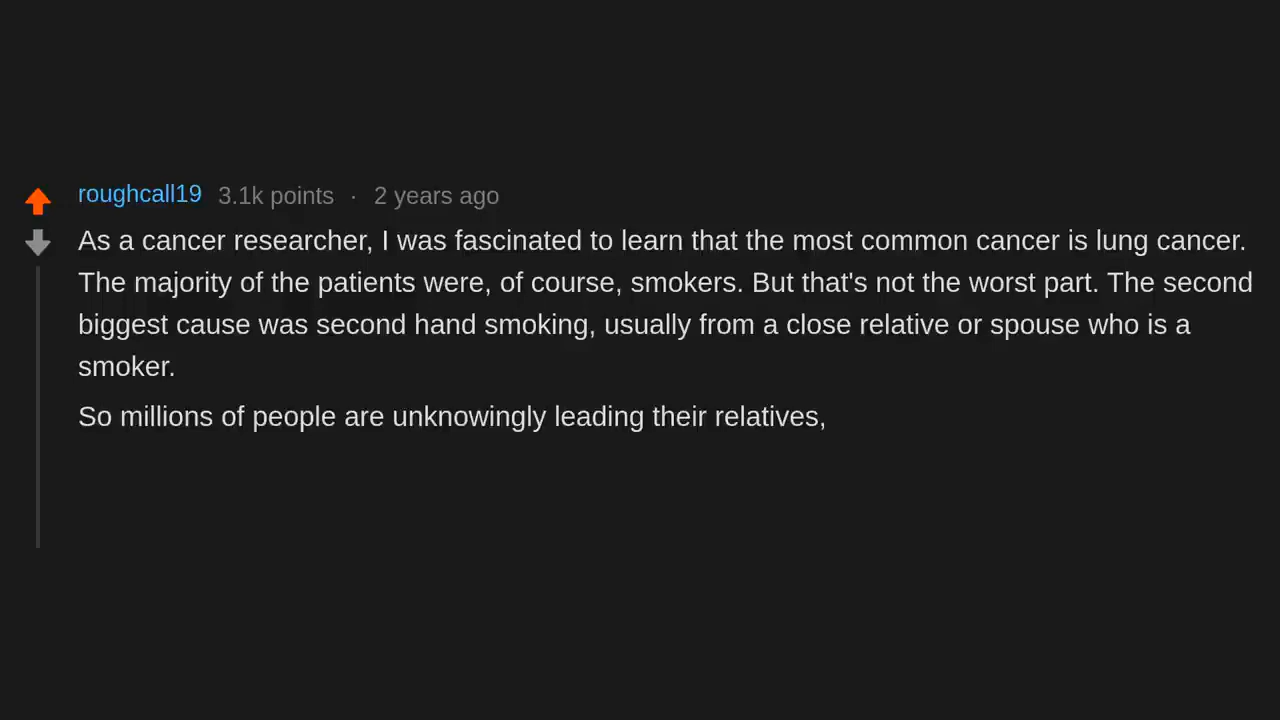 roughcall19 3.1k points · 2 years ago
As a cancer researcher, I was fascinated to learn that the most common cancer is lung cancer.
The majority of the patients were, of course, smokers. But that's not the worst part. The second
biggest cause was second hand smoking, usually from a close relative or spouse who is a
smoker.
So millions of people are unknowingly leading their relatives,